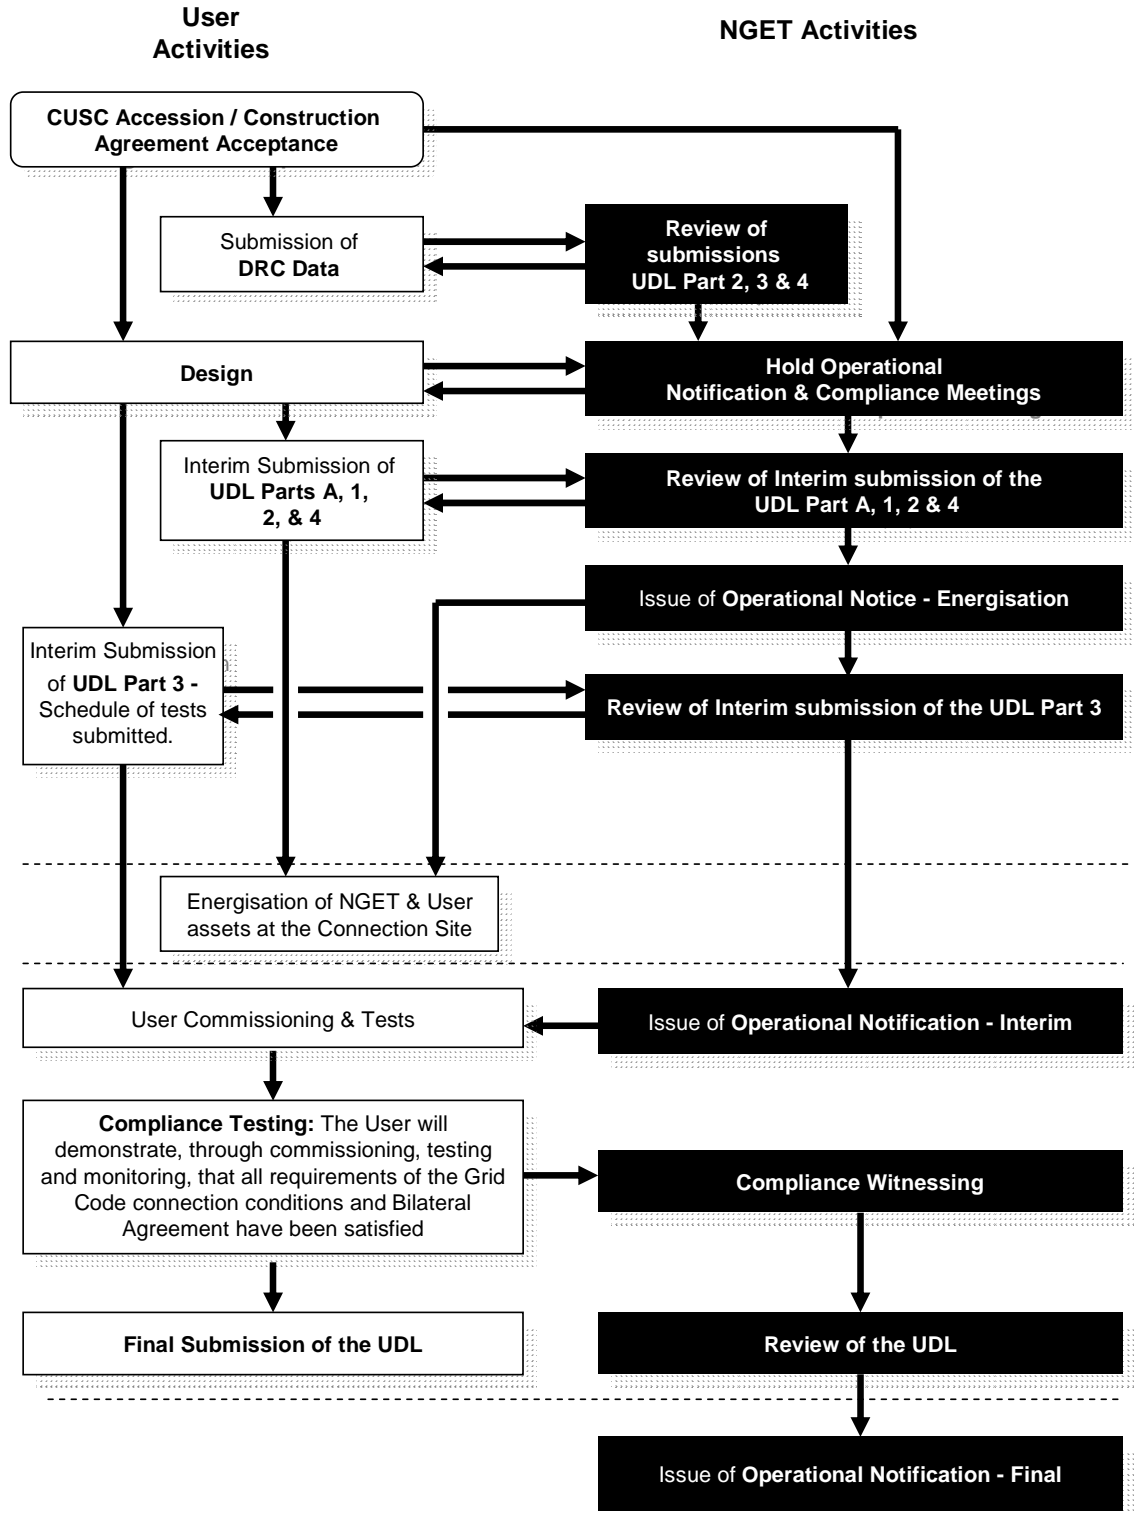 User
Activities
NGET Activities
CUSC Accession / Construction
Agreement Acceptance
Submission of
DRC Data
Review of
submissions
UDL Part 2, 3 & 4
Design
Hold Operational
Notification & Compliance Meetings
Interim Submission of
UDL Parts A, 1,
2, & 4
Review of Interim submission of the
UDL Part A, 1, 2 & 4
Issue of Operational Notice - Energisation
Interim Submission
of UDL Part 3 -
Schedule of tests
submitted.
Review of Interim submission of the UDL Part 3
Energisation of NGET & User
assets at the Connection Site
User Commissioning & Tests
Issue of Operational Notification - Interim
Compliance Testing: The User will
demonstrate, through commissioning, testing
and monitoring, that all requirements of the Grid
Code connection conditions and Bilateral
Agreement have been satisfied
Compliance Witnessing
Final Submission of the UDL
Review of the UDL
Issue of Operational Notification - Final